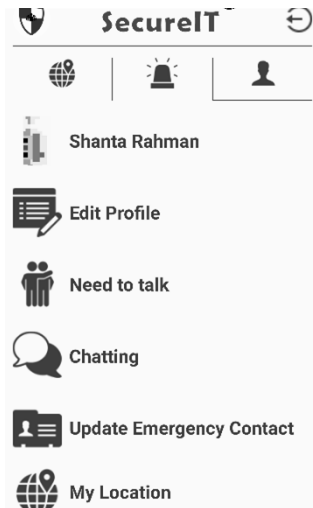 SecureIT
Shanta Rahman
Edit Profile
Need to talk
Chatting
Update Emergency Contact
My Location